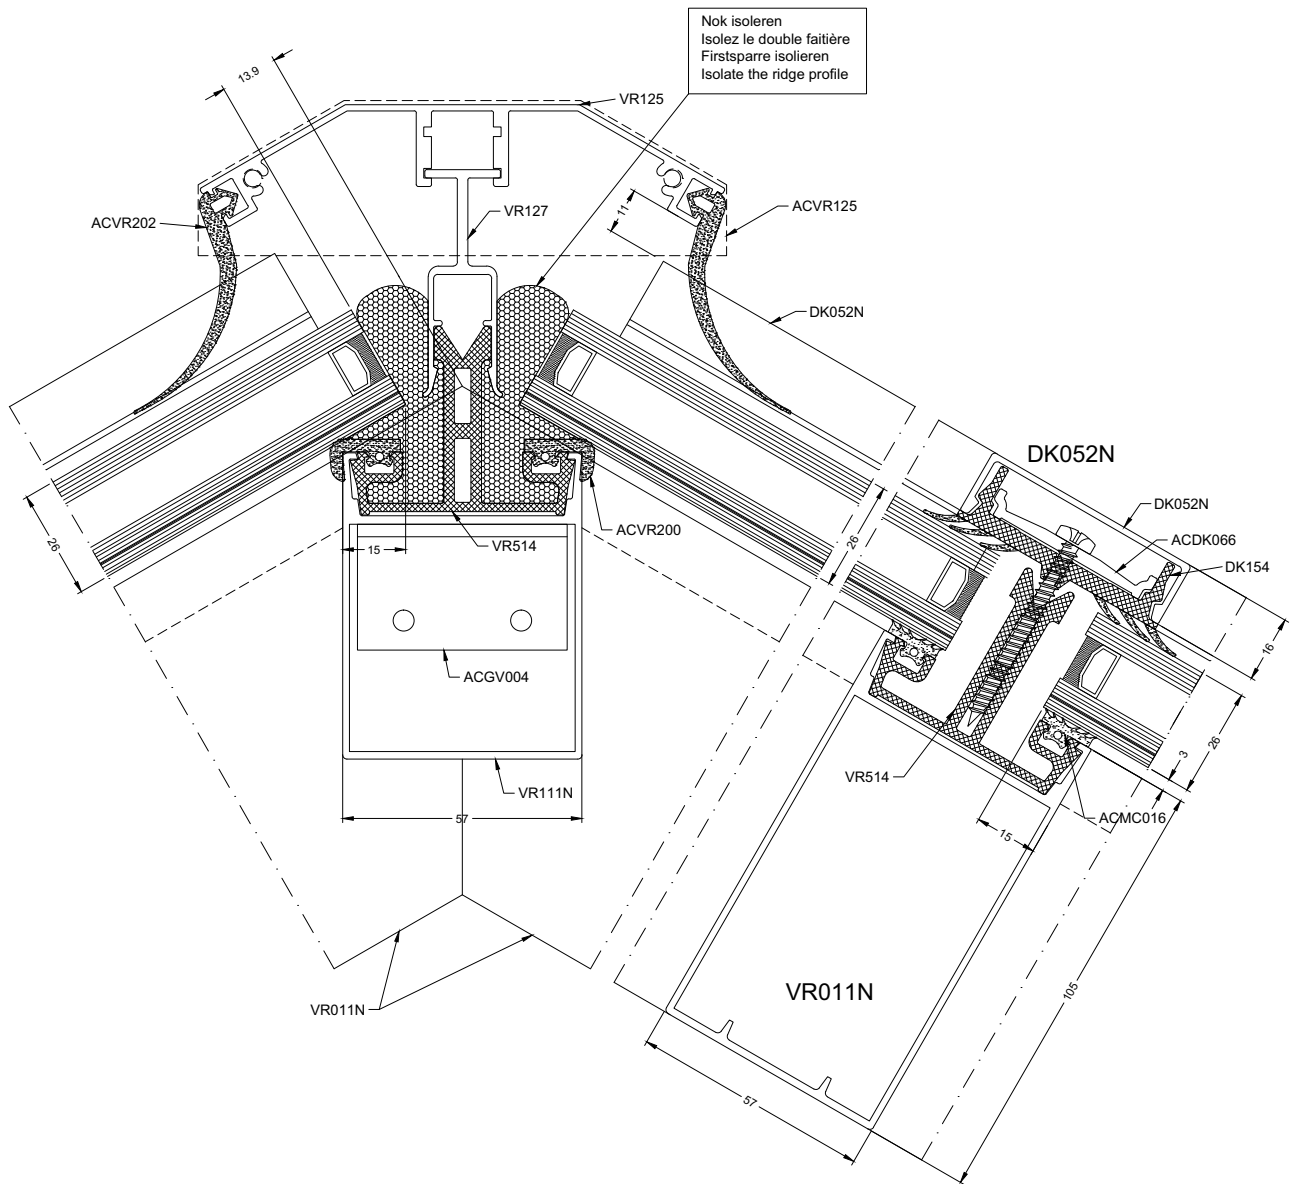 Nok isoleren
Isolez le double faitière
Firstsparre isolieren
Isolate the ridge profile
13.9
VR125
ACVR202
VR127
11
ACVR125
DK052N
DK052N
DK052N
ACDK066
DK154
26
15
VR514
ACVR200
26
16
ACGV004
3
26
VR514
VR111N
ACMC016
57
15
VR011N
VR011N
105
57